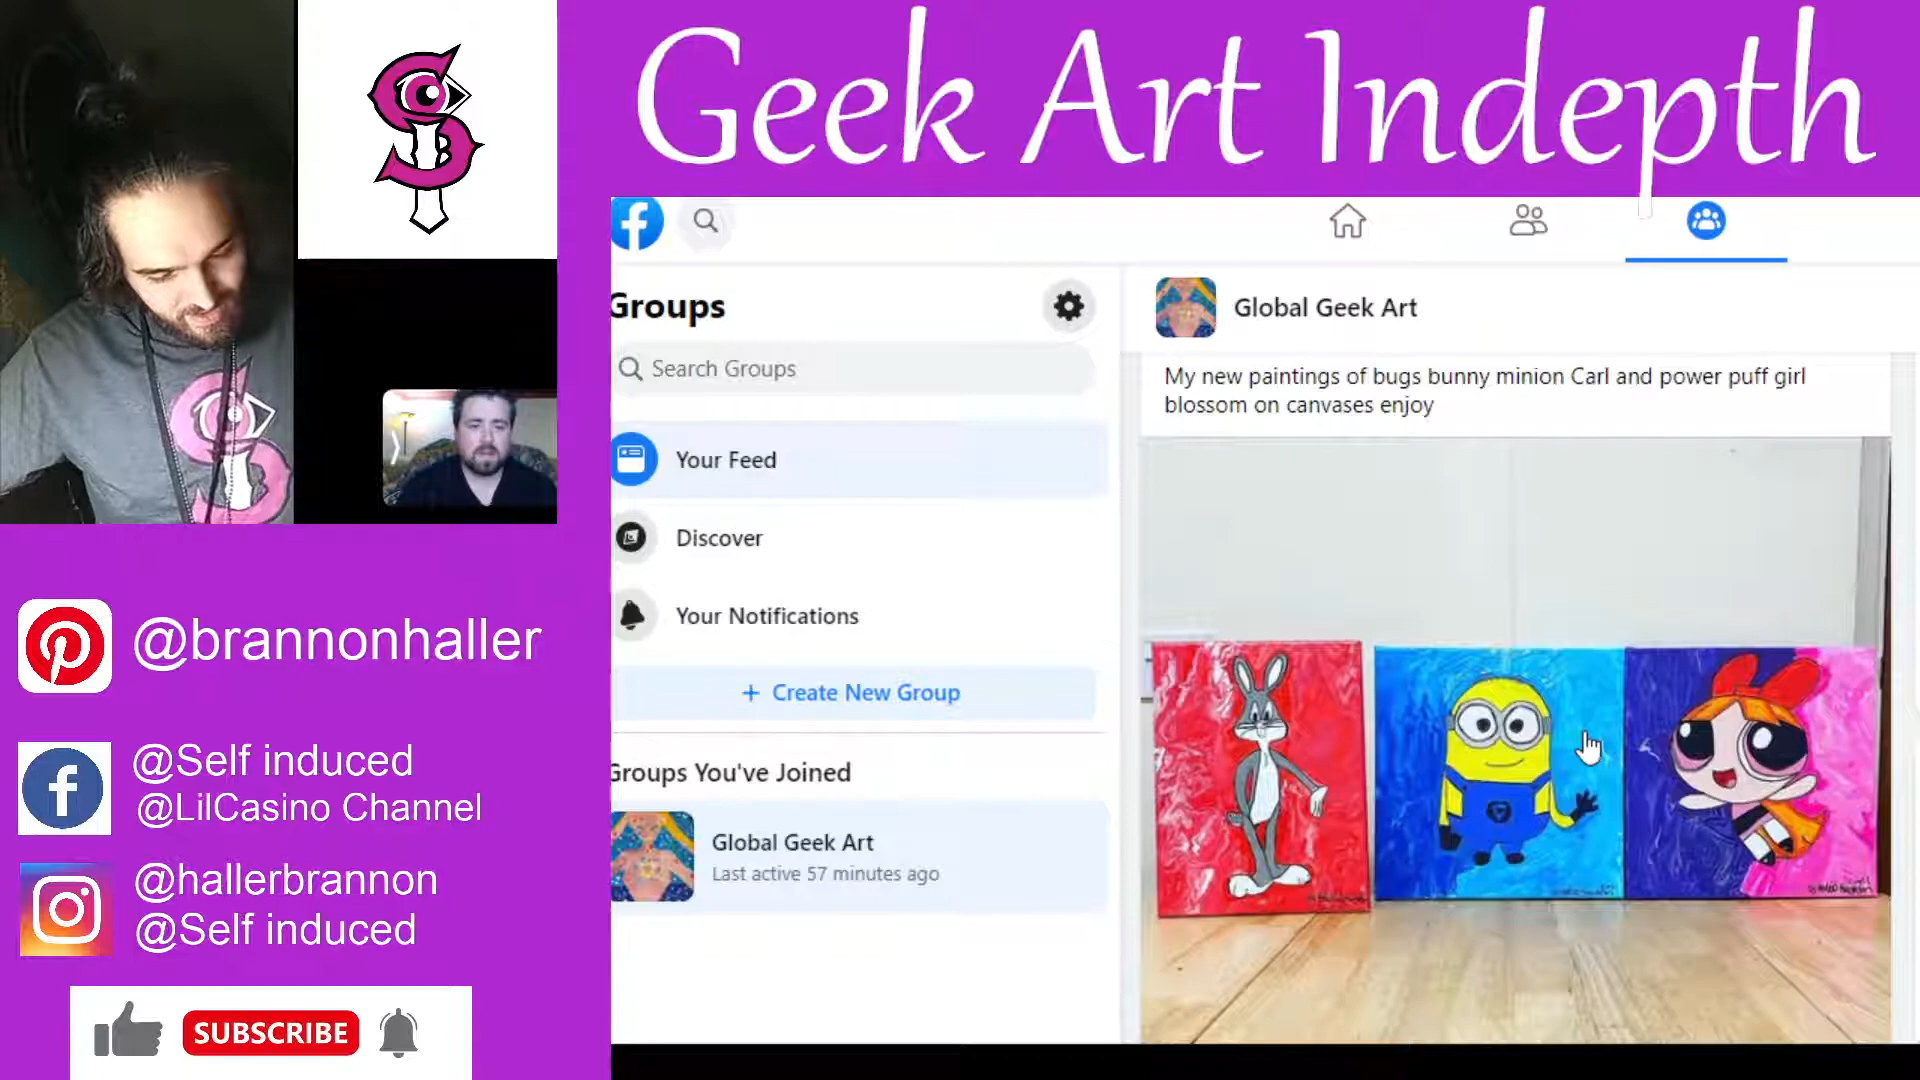 Geek Art Indepth
Groups
Search Groups
Your Feed
Discover
Your Notifications
+ Create New Group
Groups You've Joined
Global Geek Art
Last active 57 minutes ago
Global Geek Art
My new paintings of bugs bunny minion Carl and power puff girl
blossom on canvases enjoy
@brannonhaller
@Self induced
@LilCasino Channel
@hallerbrannon
@Self induced
SUBSCRIBE